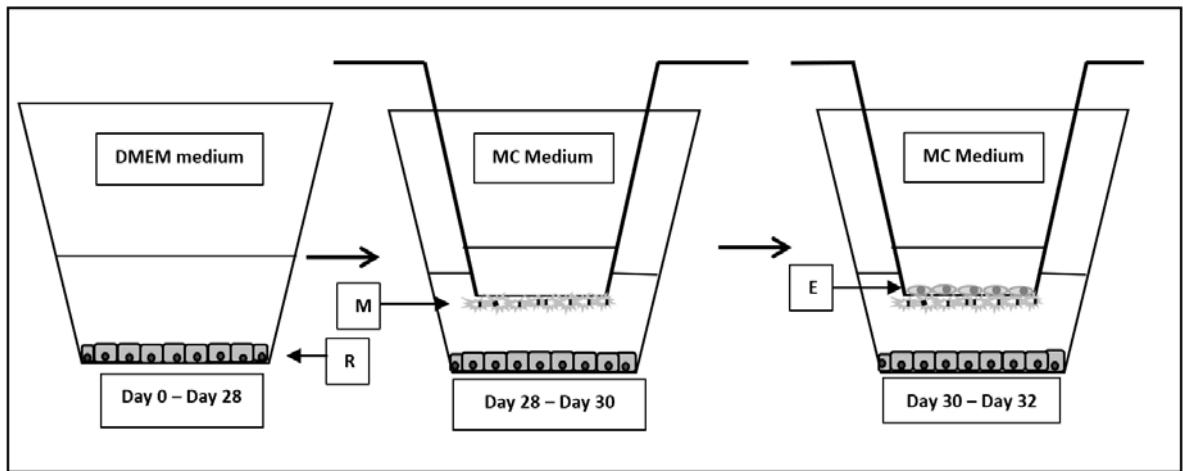 DMEM medium
MC Medium
MC Medium
E
M
R
Day 0 – Day 28
Day 28 – Day 30
Day 30 – Day 32